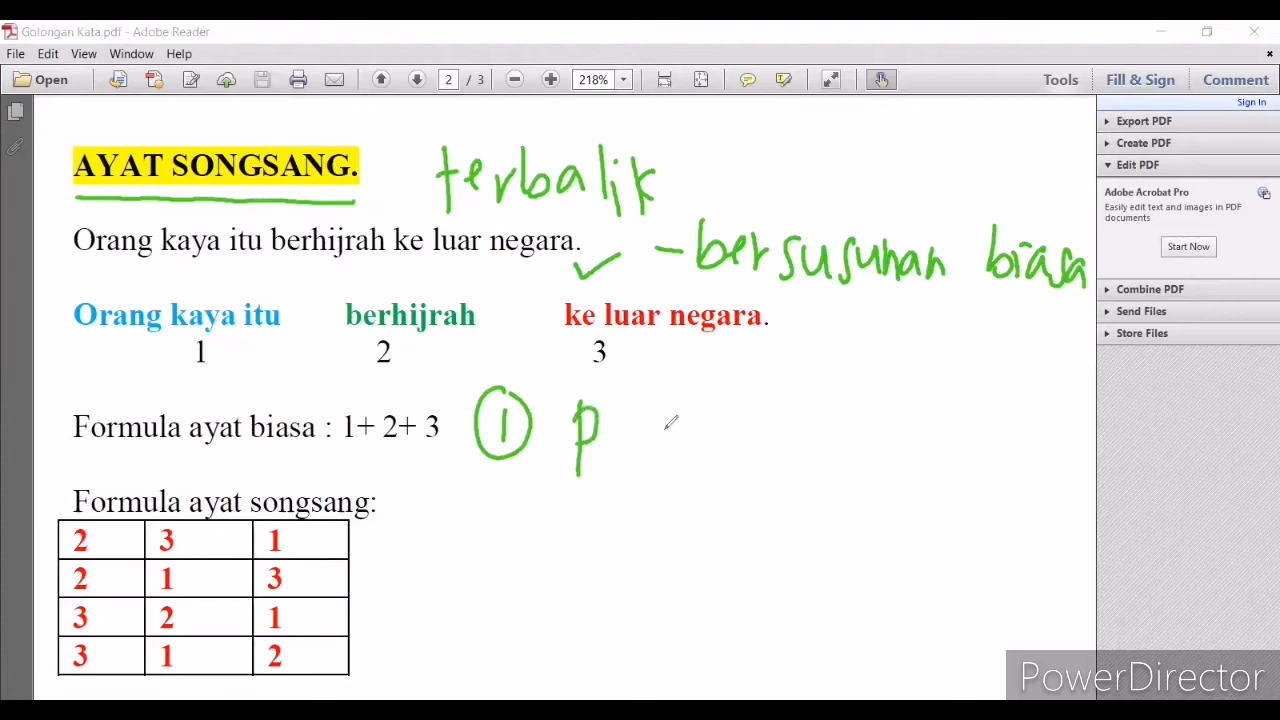 Golongan Kata.pdf - Adobe Reader
File Edit View Window Help
Open 2 / 3 218% Tools Fill & Sign Comment
Sign In
Export PDF
Create PDF
Edit PDF
Adobe Acrobat Pro
Easily edit text and images in PDF
documents
Start Now
Combine PDF
Send Files
Store Files
AYAT SONGSANG. terbalik
Orang kaya itu berhijrah ke luar negara. - bersusunan biasa
Orang kaya itu berhijrah ke luar negara.
1 2 3
Formula ayat biasa : 1+ 2+ 3 1 p
Formula ayat songsang:
2 3 1
2 1 3
3 2 1
3 1 2
PowerDirector